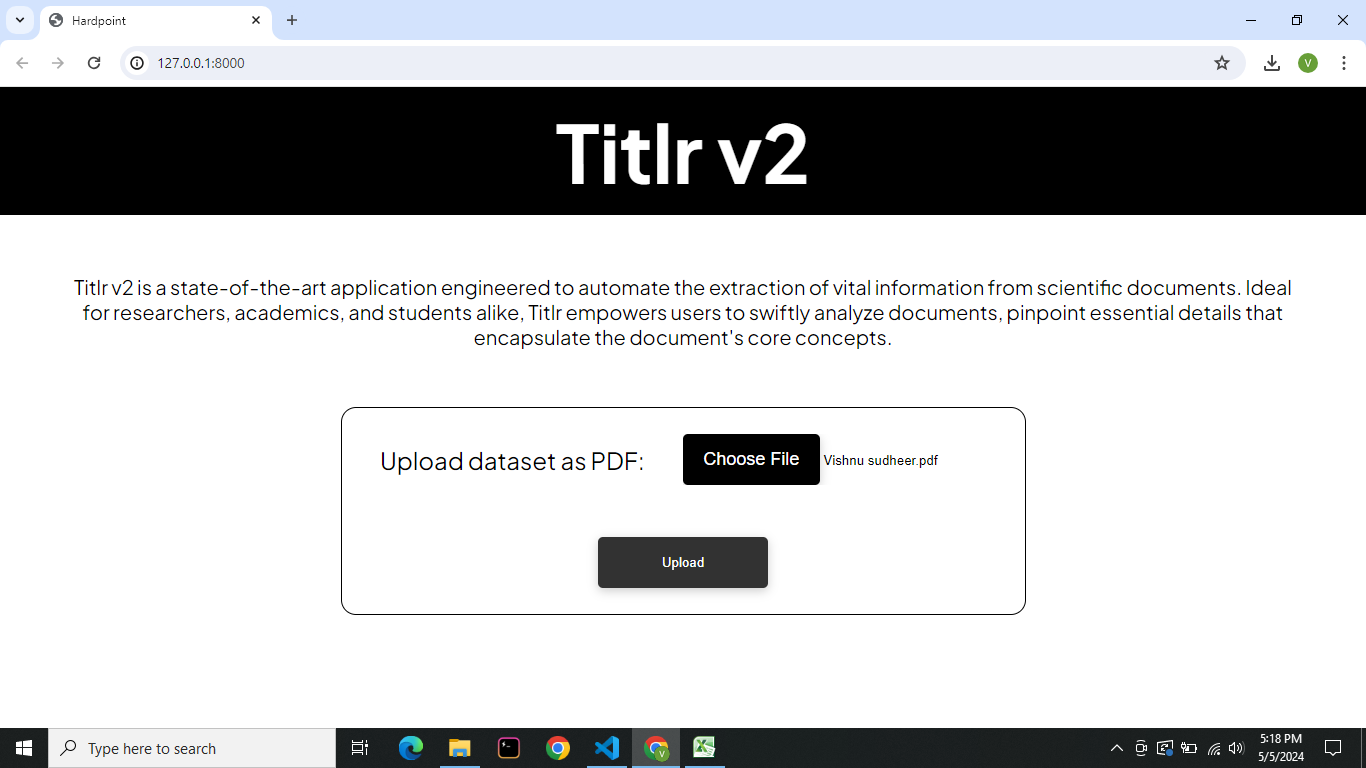 Hardpoint
127.0.0.1:8000
V
Titlr v2
Titlr v2 is a state-of-the-art application engineered to automate the extraction of vital information from scientific documents. Ideal
for researchers, academics, and students alike, Titlr empowers users to swiftly analyze documents, pinpoint essential details that
encapsulate the document's core concepts.
Upload dataset as PDF:
Choose File
Vishnu sudheer.pdf
Upload
Type here to search
V
5:18 PM
5/5/2024